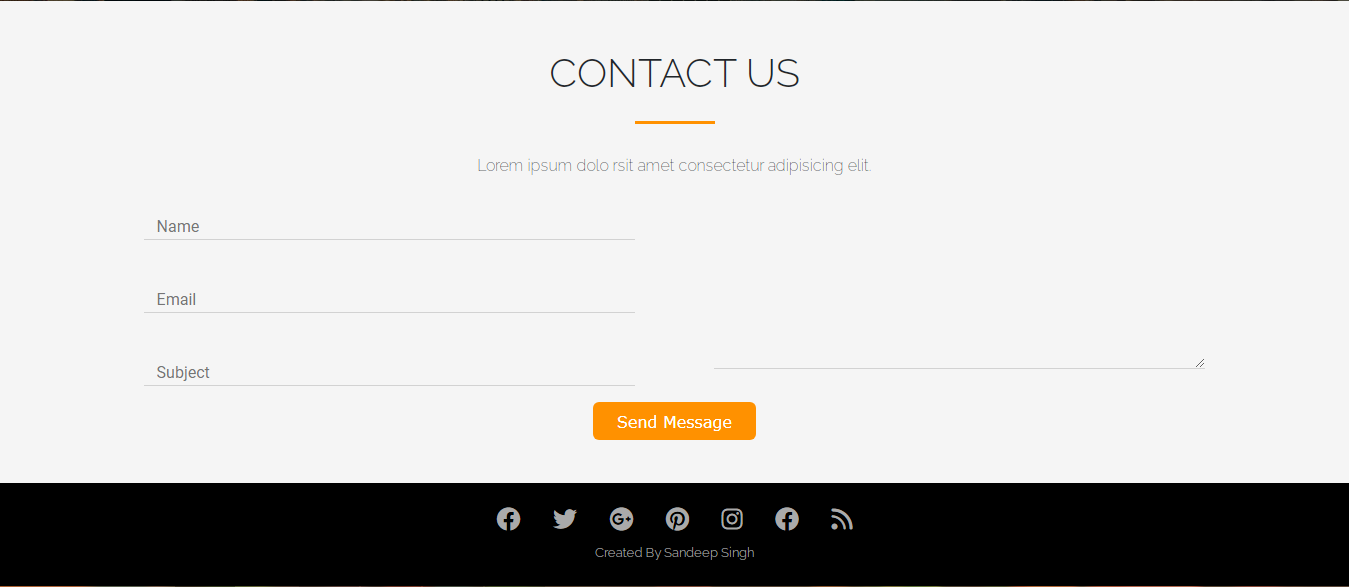 CONTACT US
Lorem ipsum dolo rsit amet consectetur adipisicing elit.
Name
Email
Subject
Send Message
Created By Sandeep Singh